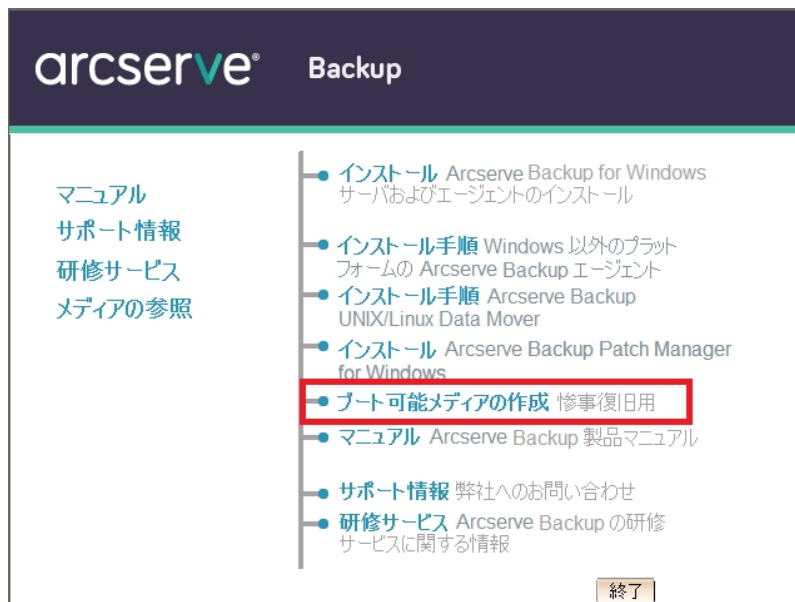 arcserve® Backup
マニュアル
サポート情報
研修サービス
メディアの参照
インストール Arcserve Backup for Windows
サーバおよびエージェントのインストール
インストール手順 Windows 以外のプラット
フォームの Arcserve Backup エージェント
インストール手順 Arcserve Backup
UNIX/Linux Data Mover
インストール Arcserve Backup Patch Manager
for Windows
ブート可能メディアの作成 惨事復旧用
マニュアル Arcserve Backup 製品マニュアル
サポート情報 弊社へのお問い合わせ
研修サービス Arcserve Backup の研修
サービスに関する情報
終了